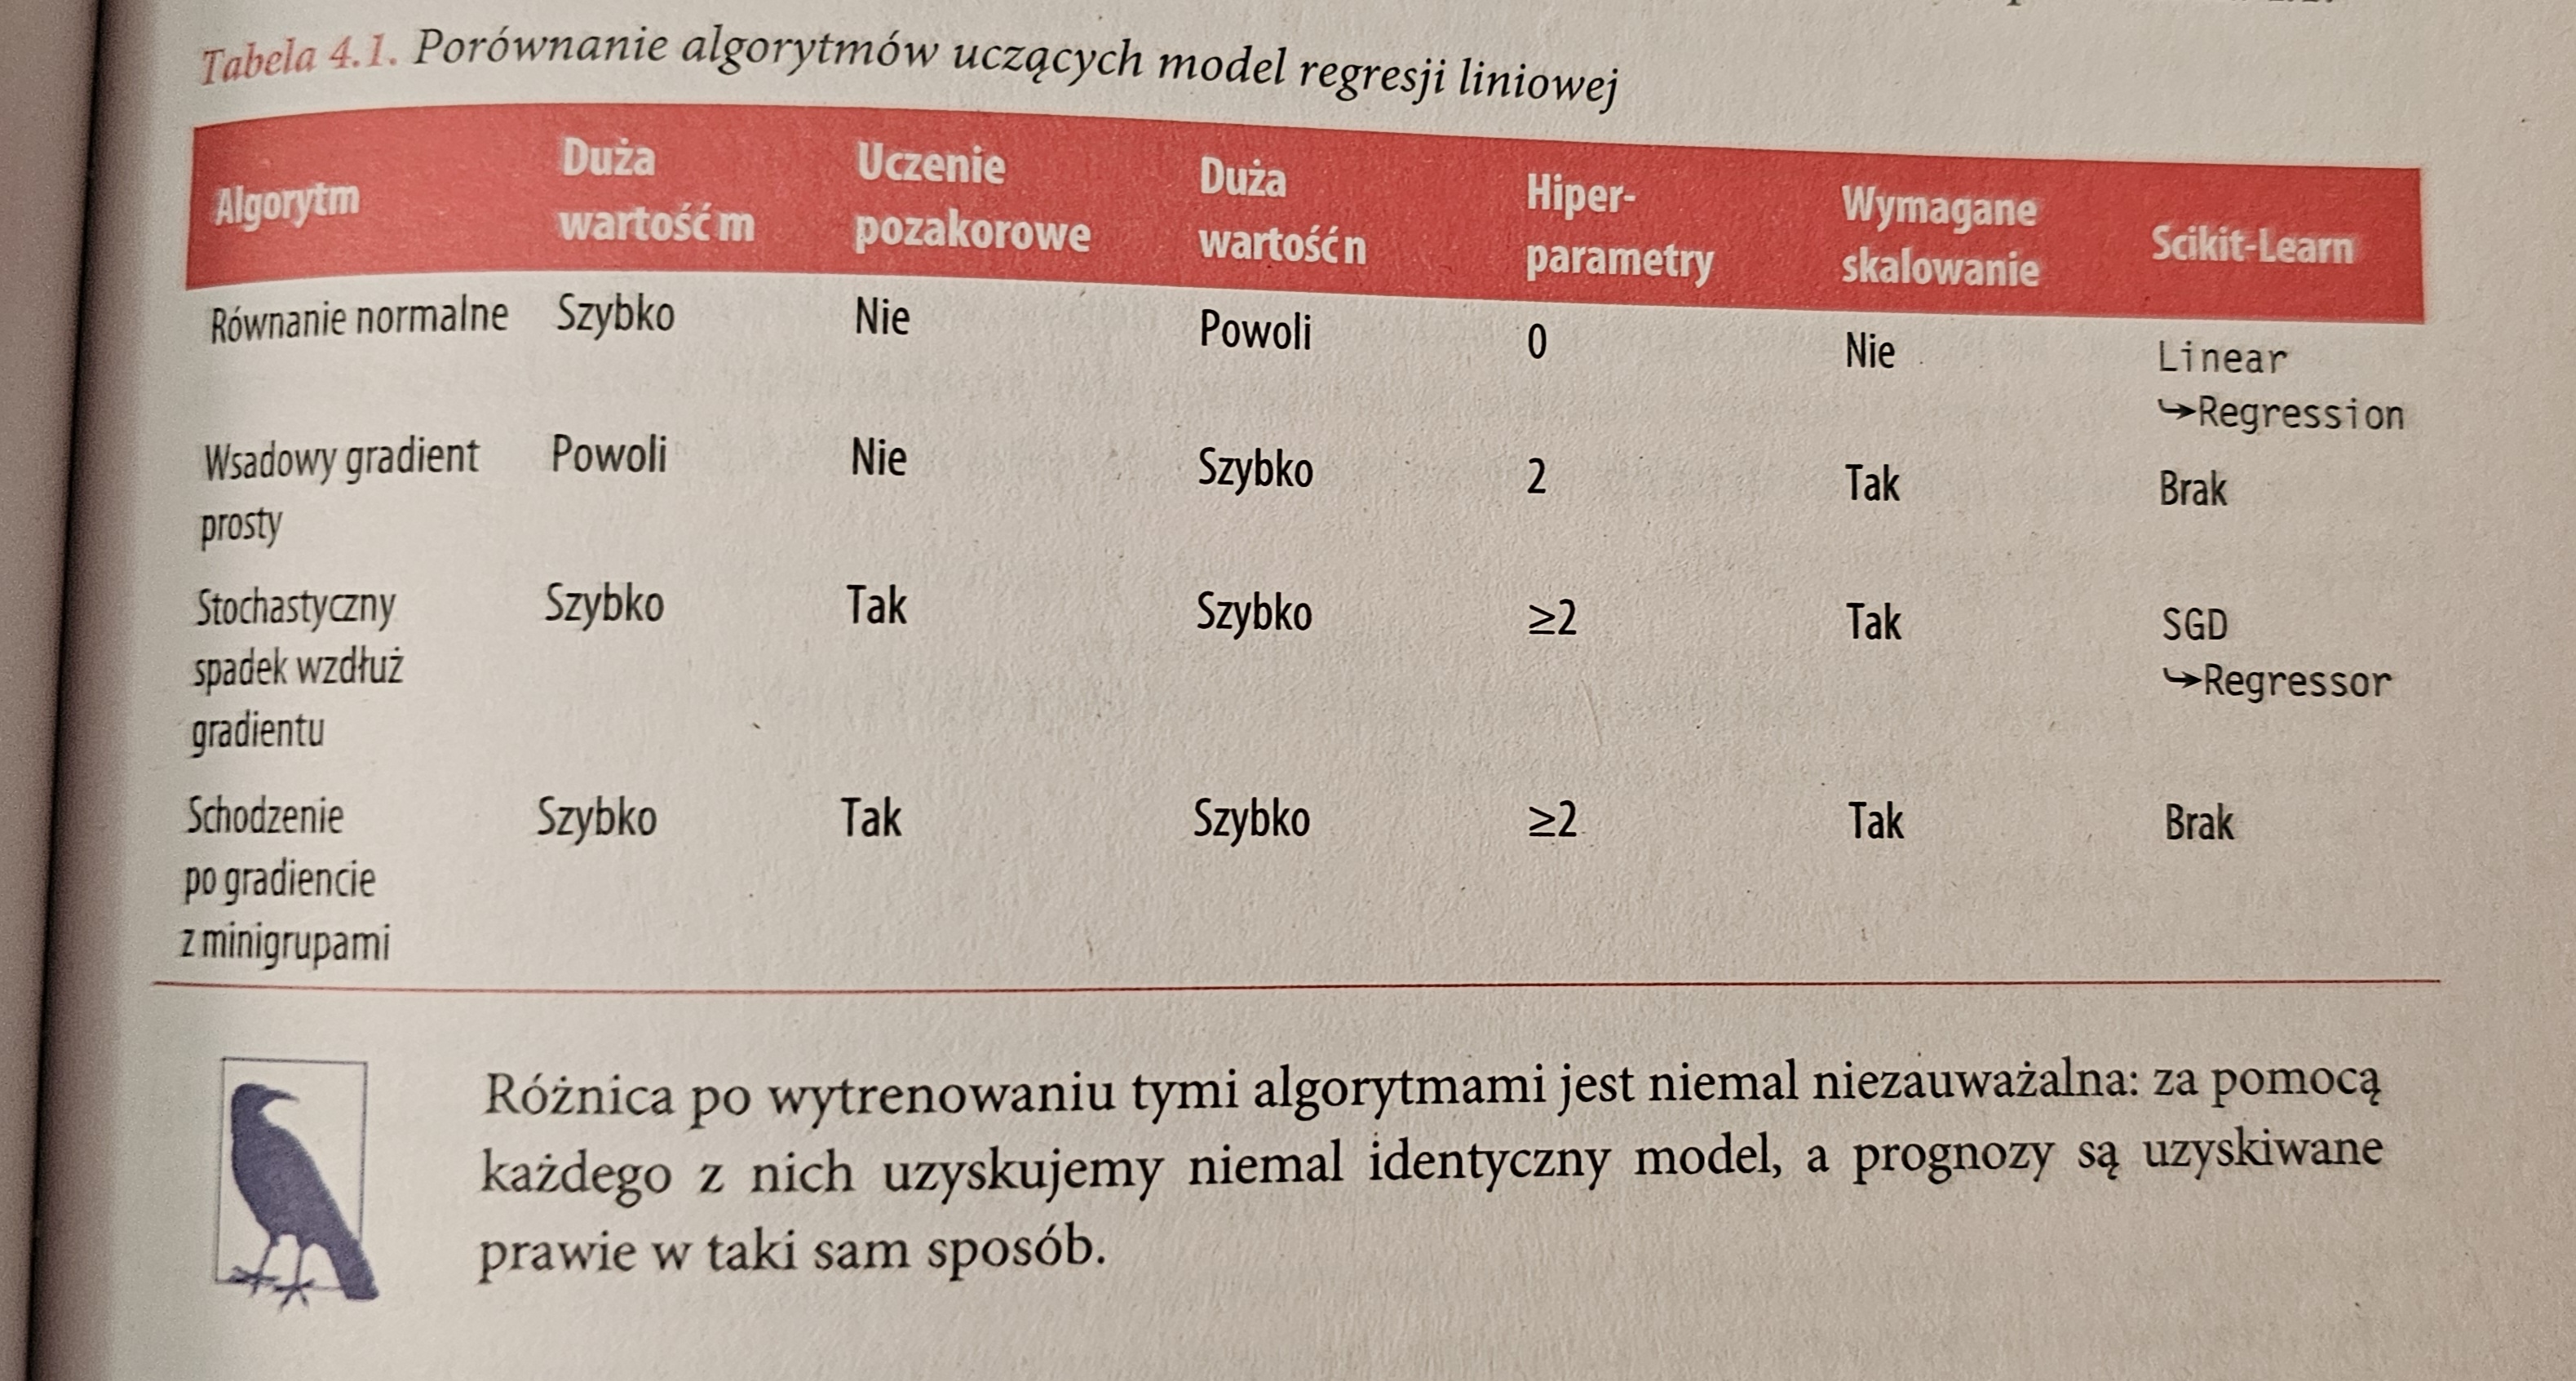 Tabela 4.1. Porównanie algorytmów uczących model regresji liniowej
Algorytm
Duża
wartość m
Uczenie
pozakorowe
Duża
wartość n
Hiper-
parametry
Wymagane
skalowanie
Scikit-Learn
Równanie normalne Szybko Nie Powoli 0 Nie Linear
↪Regression
Wsadowy gradient Powoli Nie Szybko 2 Tak Brak
prosty
Stochastyczny Szybko Tak Szybko ≥2 Tak SGD
spadek wzdłuż ↪Regressor
gradientu
Schodzenie Szybko Tak Szybko ≥2 Tak Brak
po gradiencie
z minigrupami
Różnica po wytrenowaniu tymi algorytmami jest niemal niezauważalna: za pomocą
każdego z nich uzyskujemy niemal identyczny model, a prognozy są uzyskiwane
prawie w taki sam sposób.